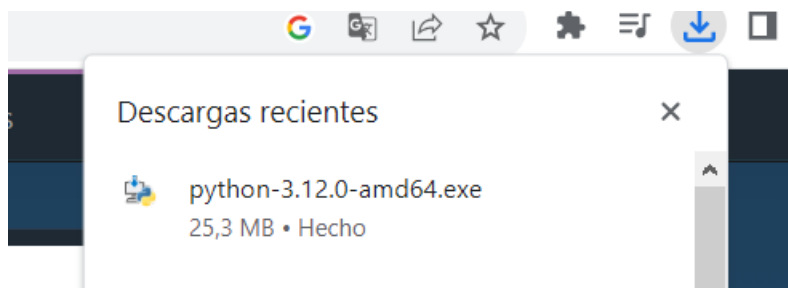 Descargas recientes
python-3.12.0-amd64.exe
25,3 MB • Hecho